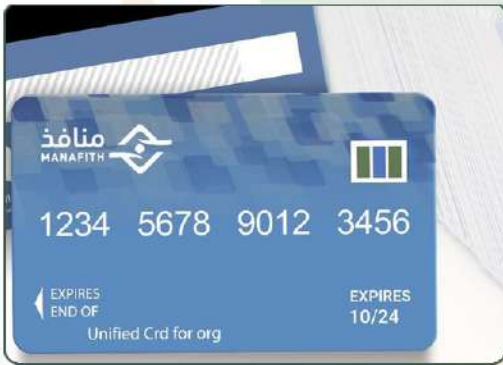 منافذ
MANAFITH
1234 5678 9012 3456
EXPIRES
END OF
EXPIRES
10/24
Unified Crd for org